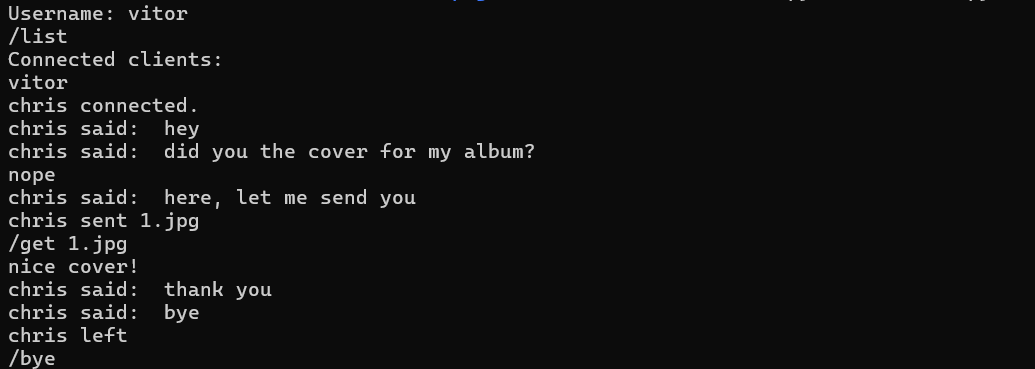 Username: vitor
/list
Connected clients:
vitor
chris connected.
chris said:  hey
chris said:  did you the cover for my album?
nope
chris said:  here, let me send you
chris sent 1.jpg
/get 1.jpg
nice cover!
chris said:  thank you
chris said:  bye
chris left
/bye